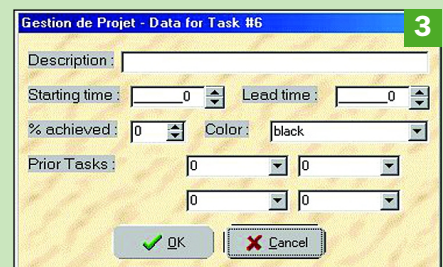 Gestion de Projet - Data for Task #6
3
Description :
Starting time : 0 Lead time : 0
% achieved : 0 Color : black
Prior Tasks : 0 0
0 0
OK Cancel